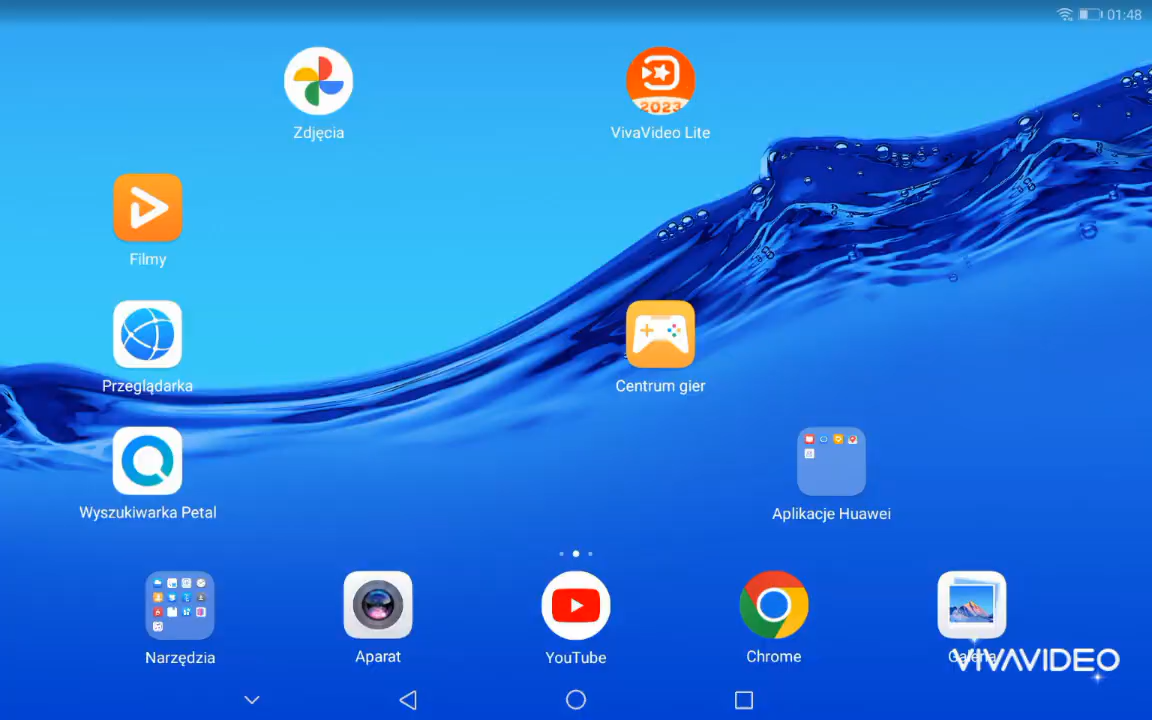 01:48
2023
Zdjęcia
VivaVideo Lite
Filmy
Przeglądarka
Centrum gier
Wyszukiwarka Petal
Aplikacje Huawei
Narzędzia
Aparat
YouTube
Chrome
Galeria
VIVAVIDEO